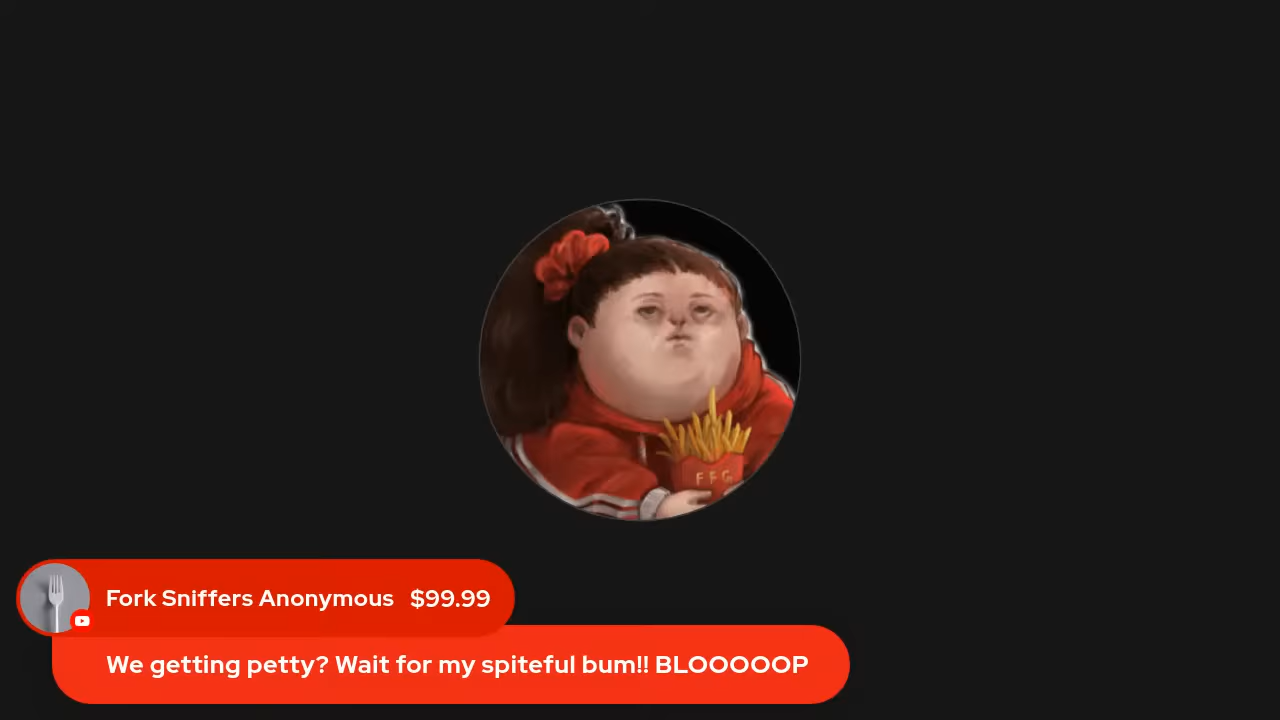 FFG
Fork Sniffers Anonymous $99.99
We getting petty? Wait for my spiteful bum!! BLOOOOOP